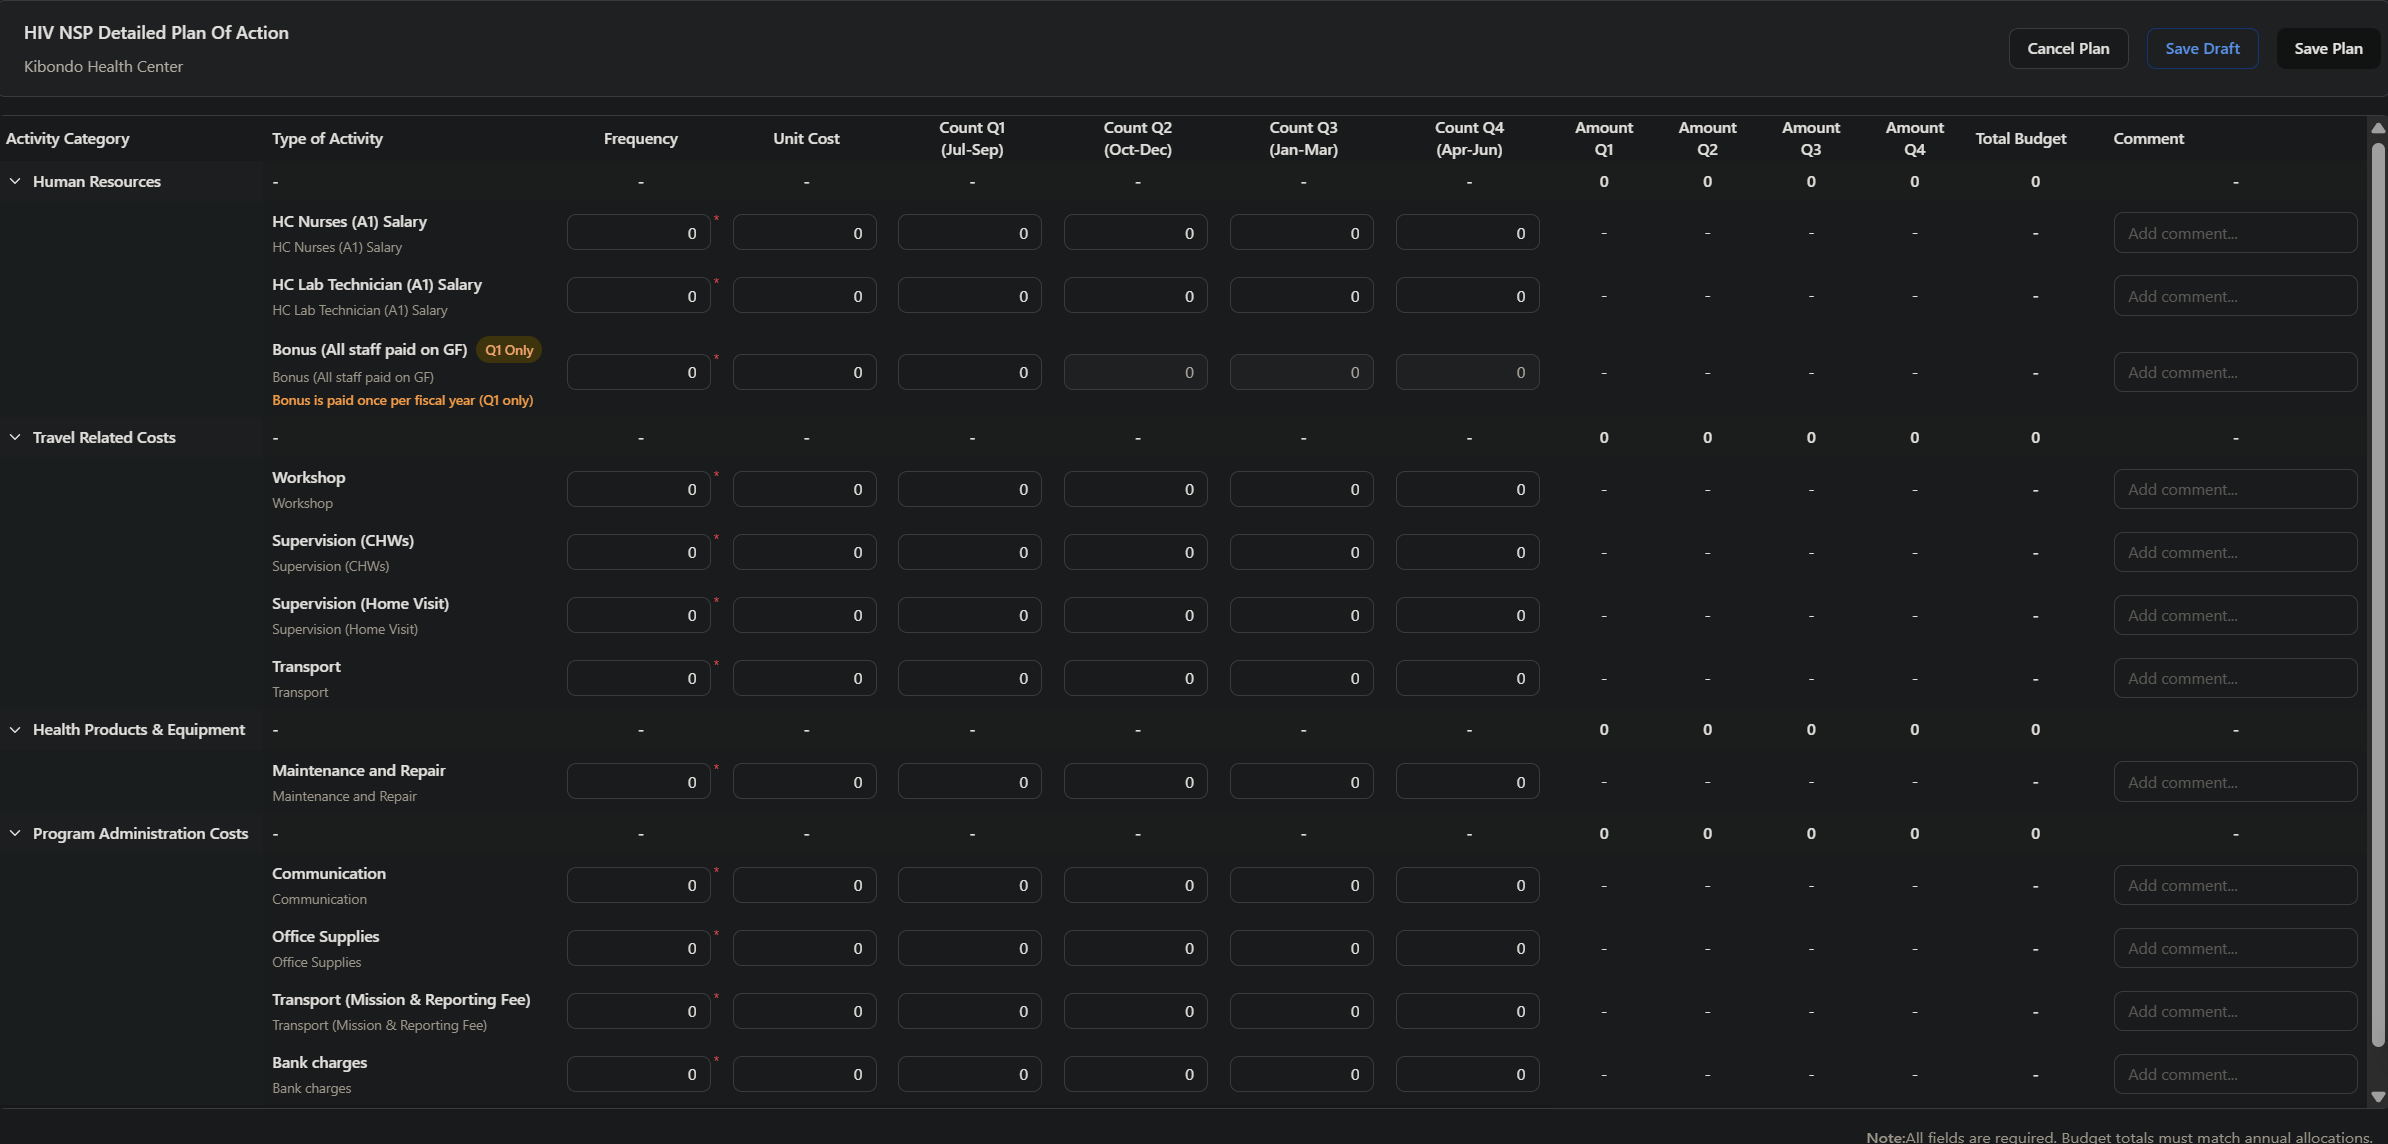 HIV NSP Detailed Plan Of Action
Kibondo Health Center
Cancel Plan Save Draft Save Plan
Activity Category Type of Activity Frequency Unit Cost Count Q1 (Jul-Sep) Count Q2 (Oct-Dec) Count Q3 (Jan-Mar) Count Q4 (Apr-Jun) Amount Q1 Amount Q2 Amount Q3 Amount Q4 Total Budget Comment
Human Resources - - - - - - - 0 0 0 0 0 -
HC Nurses (A1) Salary
HC Nurses (A1) Salary
0 * 0 0 0 0 0 - - - - - Add comment...
HC Lab Technician (A1) Salary
HC Lab Technician (A1) Salary
0 * 0 0 0 0 0 - - - - - Add comment...
Bonus (All staff paid on GF) Q1 Only
Bonus (All staff paid on GF)
Bonus is paid once per fiscal year (Q1 only)
0 * 0 0 0 0 0 - - - - - Add comment...
Travel Related Costs - - - - - - - 0 0 0 0 0 -
Workshop
Workshop
0 * 0 0 0 0 0 - - - - - Add comment...
Supervision (CHWs)
Supervision (CHWs)
0 * 0 0 0 0 0 - - - - - Add comment...
Supervision (Home Visit)
Supervision (Home Visit)
0 * 0 0 0 0 0 - - - - - Add comment...
Transport
Transport
0 * 0 0 0 0 0 - - - - - Add comment...
Health Products & Equipment - - - - - - - 0 0 0 0 0 -
Maintenance and Repair
Maintenance and Repair
0 * 0 0 0 0 0 - - - - - Add comment...
Program Administration Costs - - - - - - - 0 0 0 0 0 -
Communication
Communication
0 * 0 0 0 0 0 - - - - - Add comment...
Office Supplies
Office Supplies
0 * 0 0 0 0 0 - - - - - Add comment...
Transport (Mission & Reporting Fee)
Transport (Mission & Reporting Fee)
0 * 0 0 0 0 0 - - - - - Add comment...
Bank charges
Bank charges
0 * 0 0 0 0 0 - - - - - Add comment...
Note:All fields are required. Budget totals must match annual allocations.